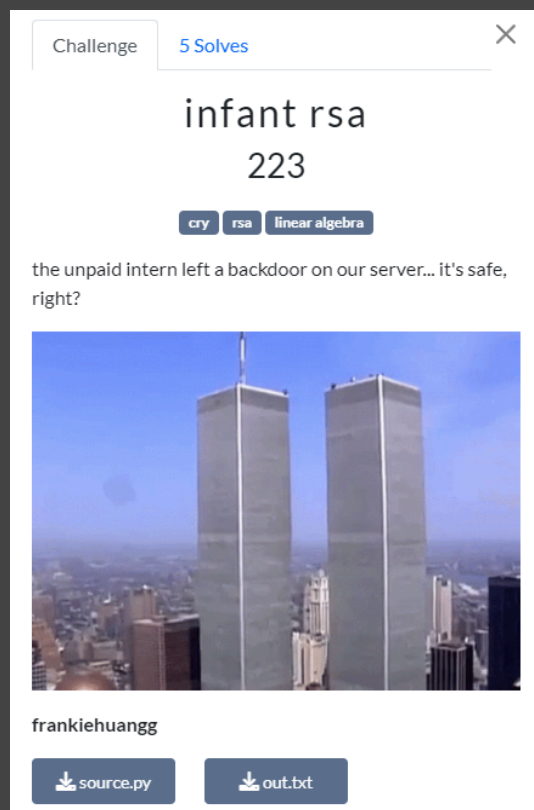 Challenge
5 Solves
infant rsa
223
cry rsa linear algebra
the unpaid intern left a backdoor on our server... it's safe,
right?
frankiehuangg
source.py
out.txt